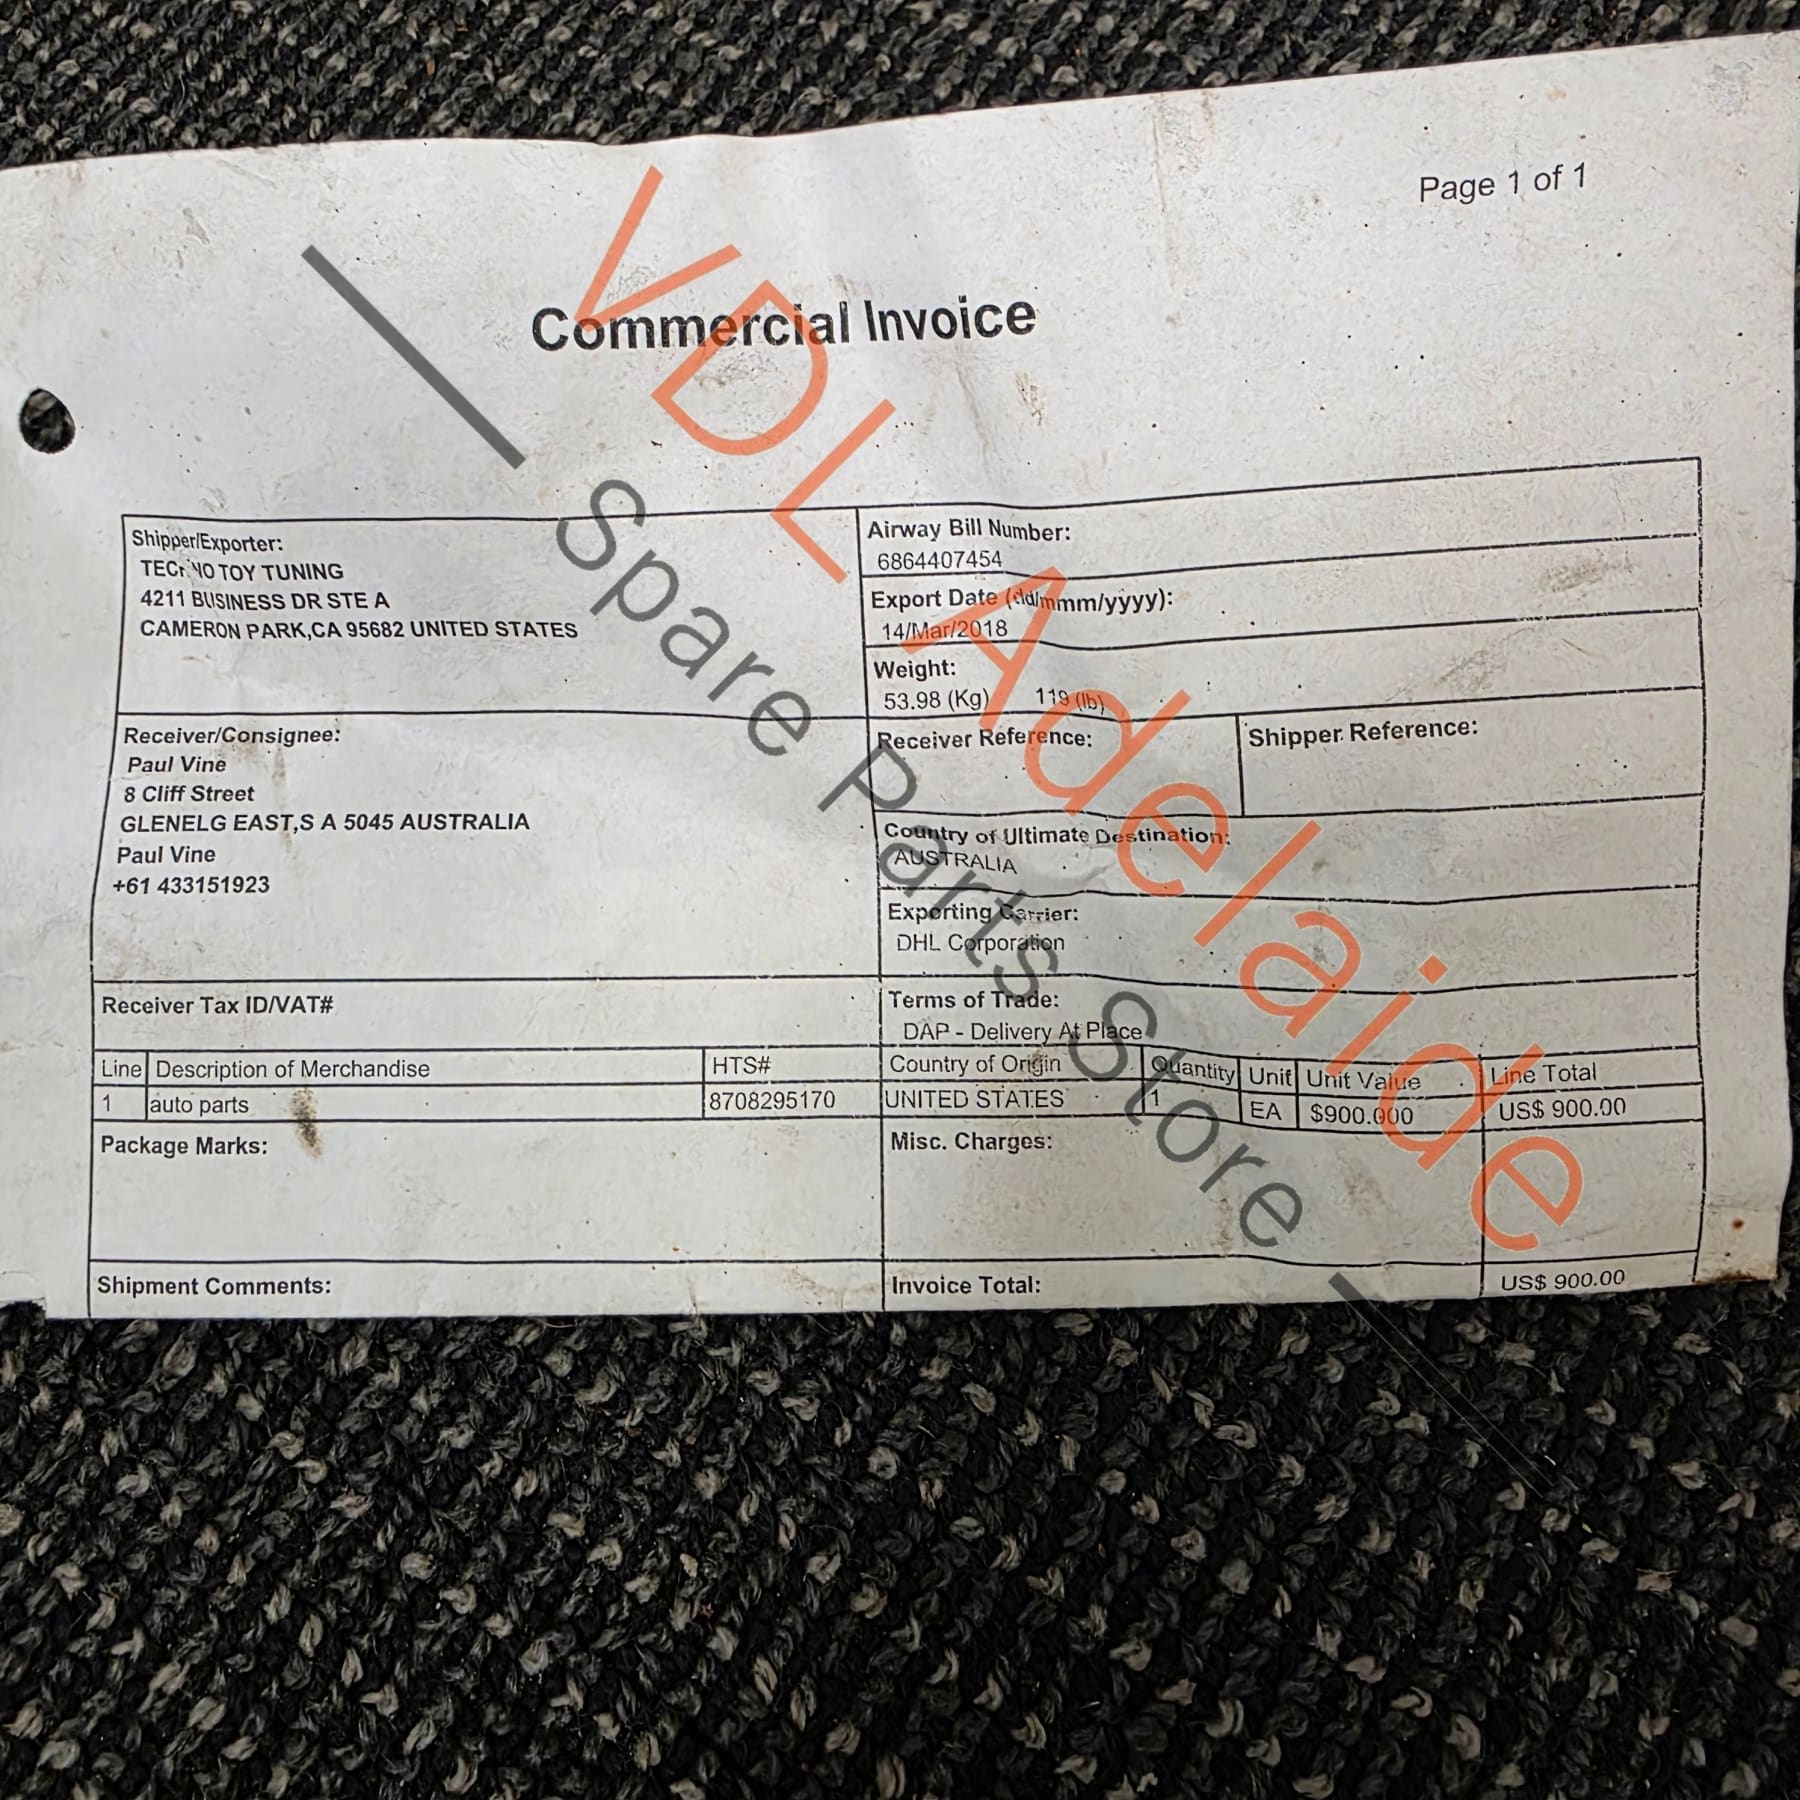 Page 1 of 1
Commercial Invoice
Shipper/Exporter:
TECHNO TOY TUNING
4211 BUSINESS DR STE A
CAMERON PARK,CA 95682 UNITED STATES
Airway Bill Number:
6864407454
Export Date (dd/mmm/yyyy):
14/Mar/2018
Weight:
53.98 (Kg) 119 (lb)
Receiver/Consignee:
Paul Vine
8 Cliff Street
GLENELG EAST,S A 5045 AUSTRALIA
Paul Vine
+61 433151923
Receiver Reference:
Shipper Reference:
Country of Ultimate Destination:
AUSTRALIA
Exporting Carrier:
DHL Corporation
Receiver Tax ID/VAT#
Terms of Trade:
DAP - Delivery At Place
Line Description of Merchandise HTS# Country of Origin Quantity Unit Unit Value Line Total
1 auto parts 8708295170 UNITED STATES 1 EA $900.000 US$ 900.00
Package Marks:
Misc. Charges:
Shipment Comments:
Invoice Total: US$ 900.00
VDL Adelaide
Spare Parts Store